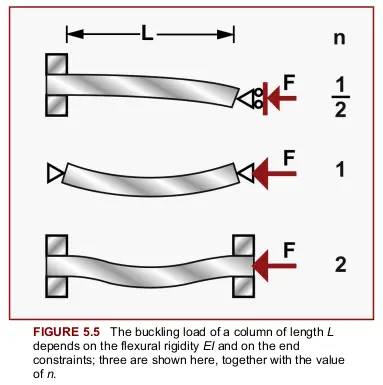 L
n
F
1
2
F
1
F
2
FIGURE 5.5 The buckling load of a column of length L
depends on the flexural rigidity EI and on the end
constraints; three are shown here, together with the value
of n.